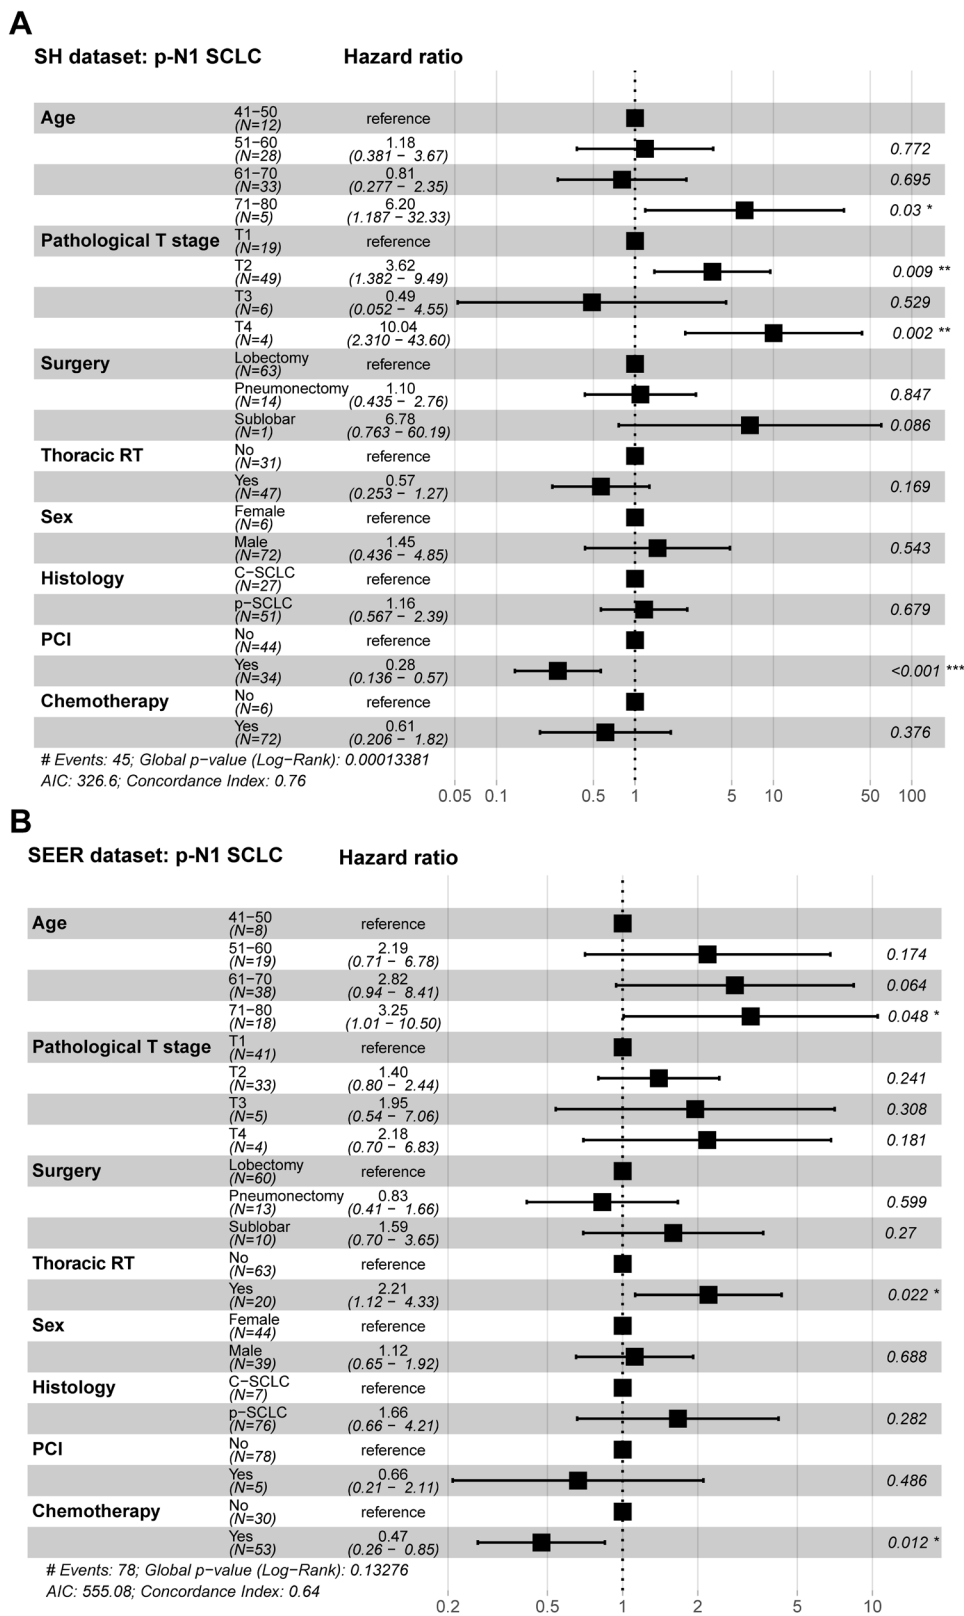 A
SH dataset: p-N1 SCLC Hazard ratio
Age 41−50 (N=12) reference
51−60 (N=28) 1.18 (0.381 − 3.67) 0.772
61−70 (N=33) 0.81 (0.277 − 2.35) 0.695
71−80 (N=5) 6.20 (1.187 − 32.33) 0.03 *
Pathological T stage T1 (N=19) reference
T2 (N=49) 3.62 (1.382 − 9.49) 0.009 **
T3 (N=6) 0.49 (0.052 − 4.55) 0.529
T4 (N=4) 10.04 (2.310 − 43.60) 0.002 **
Surgery Lobectomy (N=63) reference
Pneumonectomy (N=14) 1.10 (0.435 − 2.76) 0.847
Sublobar (N=1) 6.78 (0.763 − 60.19) 0.086
Thoracic RT No (N=31) reference
Yes (N=47) 0.57 (0.253 − 1.27) 0.169
Sex Female (N=6) reference
Male (N=72) 1.45 (0.436 − 4.85) 0.543
Histology C−SCLC (N=27) reference
p−SCLC (N=51) 1.16 (0.567 − 2.39) 0.679
PCI No (N=44) reference
Yes (N=34) 0.28 (0.136 − 0.57) <0.001 ***
Chemotherapy No (N=6) reference
Yes (N=72) 0.61 (0.206 − 1.82) 0.376
# Events: 45; Global p−value (Log−Rank): 0.00013381
AIC: 326.6; Concordance Index: 0.76
0.05 0.1 0.5 1 5 10 50 100
B
SEER dataset: p-N1 SCLC Hazard ratio
Age 41−50 (N=8) reference
51−60 (N=19) 2.19 (0.71 − 6.78) 0.174
61−70 (N=38) 2.82 (0.94 − 8.41) 0.064
71−80 (N=18) 3.25 (1.01 − 10.50) 0.048 *
Pathological T stage T1 (N=41) reference
T2 (N=33) 1.40 (0.80 − 2.44) 0.241
T3 (N=5) 1.95 (0.54 − 7.06) 0.308
T4 (N=4) 2.18 (0.70 − 6.83) 0.181
Surgery Lobectomy (N=60) reference
Pneumonectomy (N=13) 0.83 (0.41 − 1.66) 0.599
Sublobar (N=10) 1.59 (0.70 − 3.65) 0.27
Thoracic RT No (N=63) reference
Yes (N=20) 2.21 (1.12 − 4.33) 0.022 *
Sex Female (N=44) reference
Male (N=39) 1.12 (0.65 − 1.92) 0.688
Histology C−SCLC (N=7) reference
p−SCLC (N=76) 1.66 (0.66 − 4.21) 0.282
PCI No (N=78) reference
Yes (N=5) 0.66 (0.21 − 2.11) 0.486
Chemotherapy No (N=30) reference
Yes (N=53) 0.47 (0.26 − 0.85) 0.012 *
# Events: 78; Global p−value (Log−Rank): 0.13276
AIC: 555.08; Concordance Index: 0.64
0.2 0.5 1 2 5 10